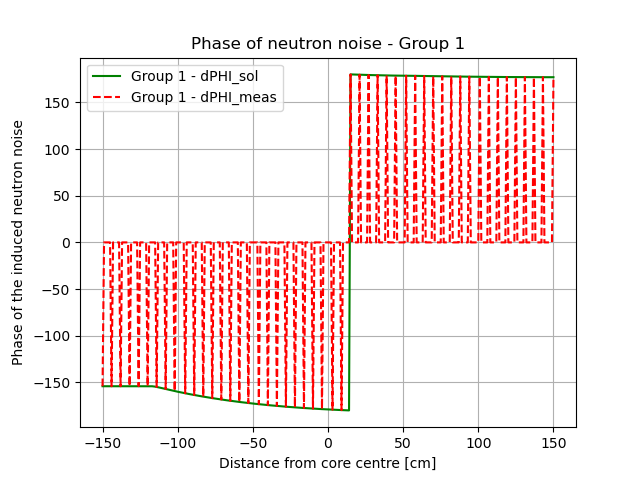 Phase of neutron noise - Group 1
Group 1 - dPHI_sol
Group 1 - dPHI_meas
Phase of the induced neutron noise
150
100
50
0
−50
−100
−150
−150 −100 −50 0 50 100 150
Distance from core centre [cm]